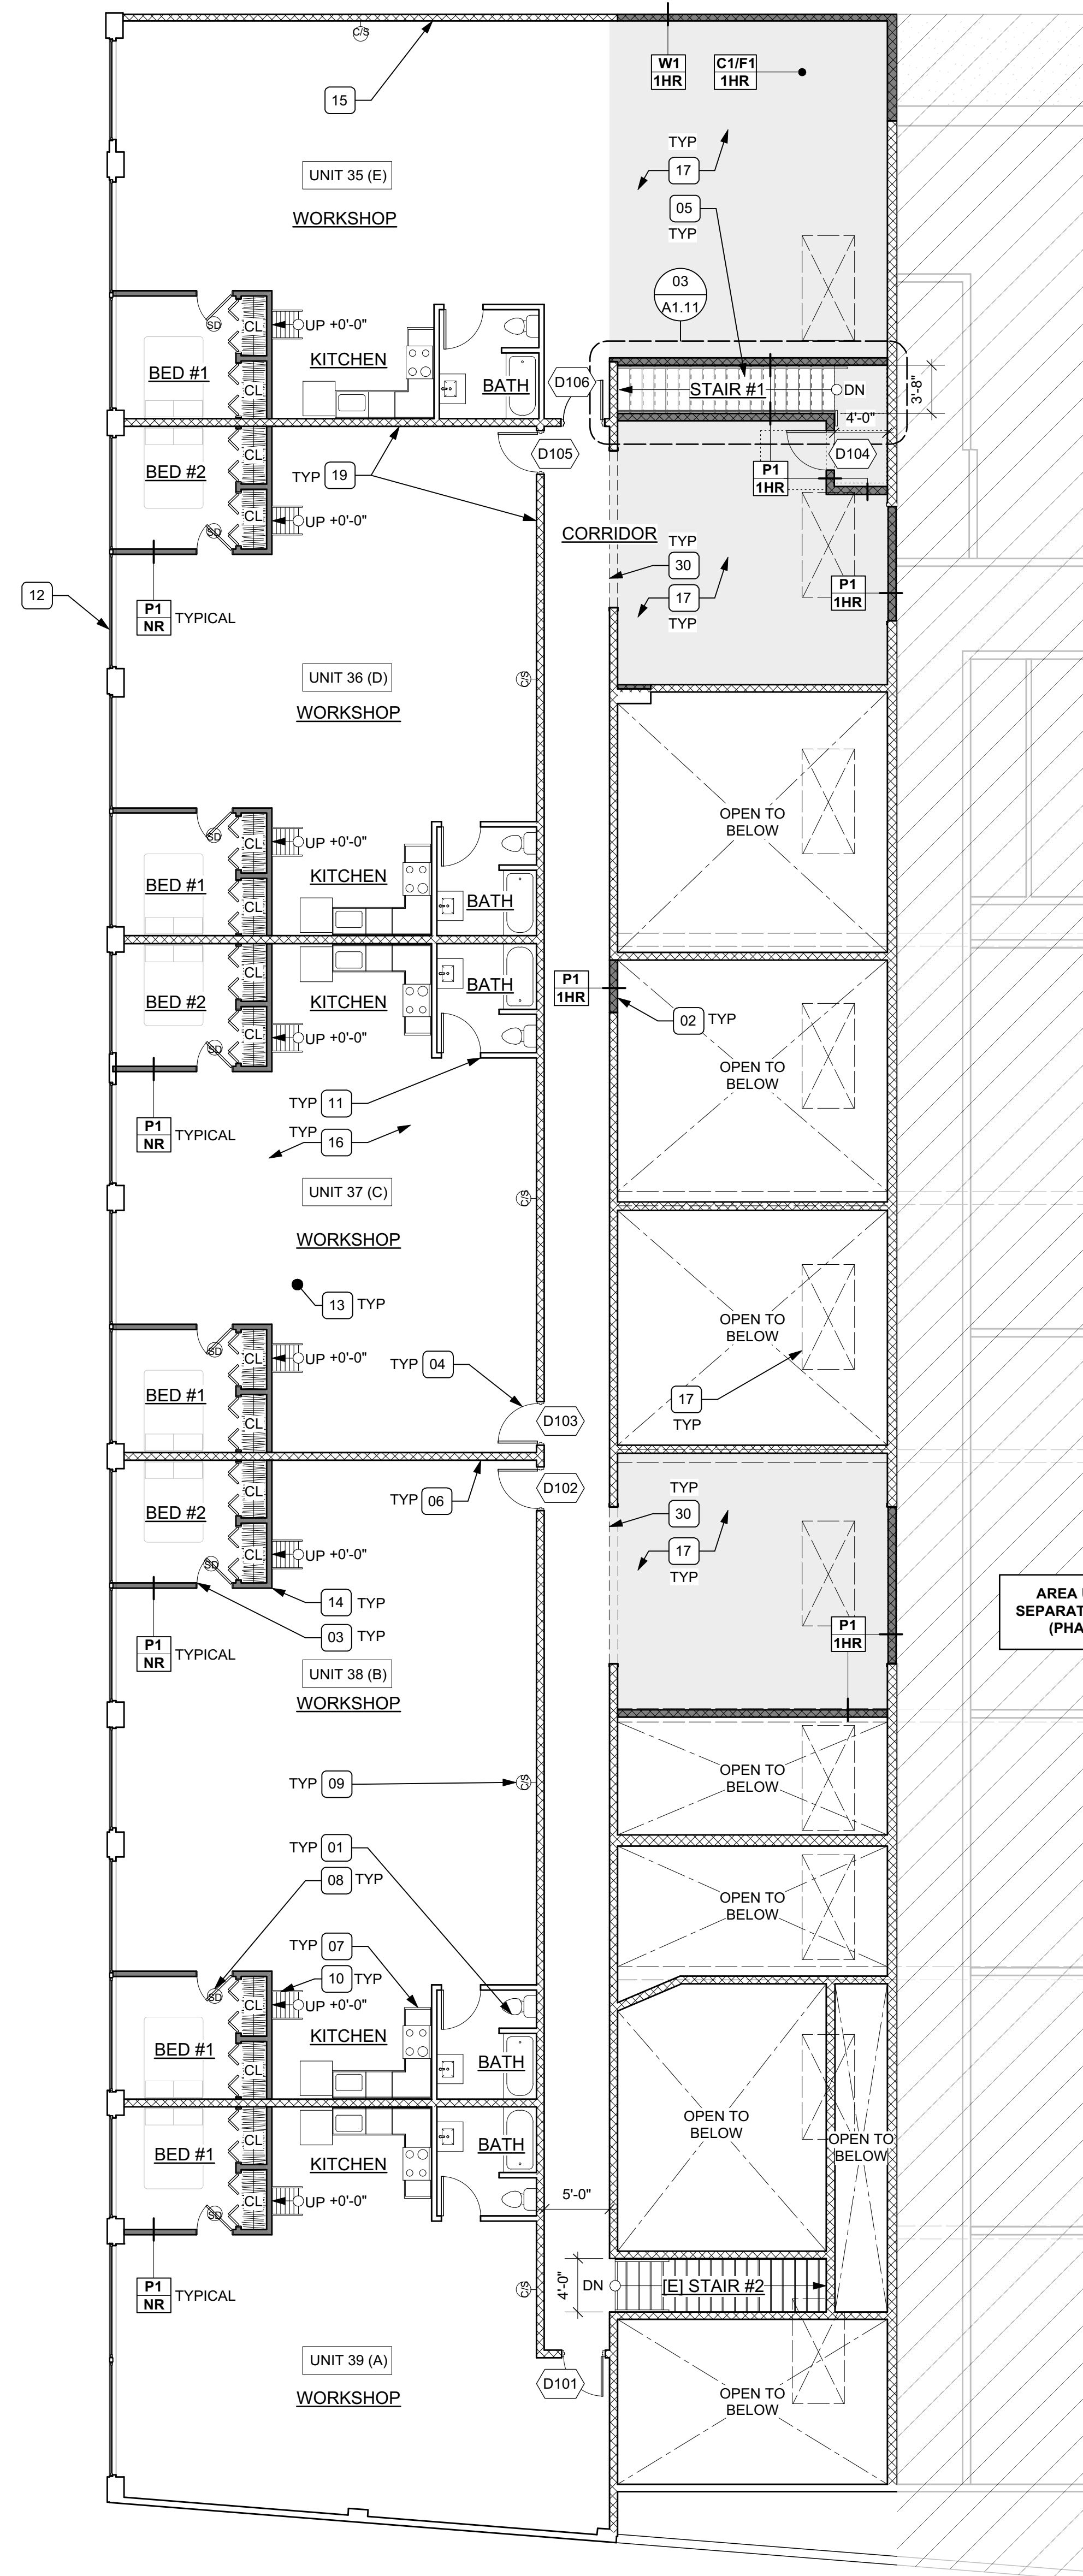 C/S
W1
1HR
C1/F1
1HR
15
TYP
17
UNIT 35 (E)
05
WORKSHOP
TYP
03
A1.11
SD
CL
UP +0'-0"
KITCHEN
BED #1
BATH
D106
STAIR #1
DN
3'-8"
CL
4'-0"
CL
D105
D104
BED #2
TYP 19
P1
1HR
CL
SD
UP +0'-0"
CORRIDOR
TYP
30
12
P1
NR
TYPICAL
17
TYP
P1
1HR
UNIT 36 (D)
C/S
WORKSHOP
OPEN TO
BELOW
SD
CL
UP +0'-0"
KITCHEN
BED #1
CL
BATH
CL
BED #2
KITCHEN
BATH
P1
1HR
02 TYP
CL
SD
UP +0'-0"
OPEN TO
BELOW
TYP 11
P1
NR
TYPICAL
TYP
16
UNIT 37 (C)
C/S
WORKSHOP
13 TYP
OPEN TO
BELOW
SD
CL
UP +0'-0"
TYP 04
BED #1
CL
17
TYP
D103
CL
D102
BED #2
TYP 06
TYP
30
CL
SD
UP +0'-0"
17
TYP
14 TYP
AREA
SEPARAT
(PHA
03 TYP
P1
NR
TYPICAL
P1
1HR
UNIT 38 (B)
WORKSHOP
TYP 09
C/S
OPEN TO
BELOW
TYP 01
08 TYP
OPEN TO
BELOW
TYP 07
10 TYP
SD
CL
UP +0'-0"
KITCHEN
BED #1
CL
BATH
CL
BED #1
KITCHEN
BATH
OPEN TO
BELOW
OPEN TO
BELOW
CL
SD
UP +0'-0"
5'-0"
P1
NR
TYPICAL
C/S
4'-0"
DN
[E] STAIR #2
UNIT 39 (A)
D101
WORKSHOP
OPEN TO
BELOW